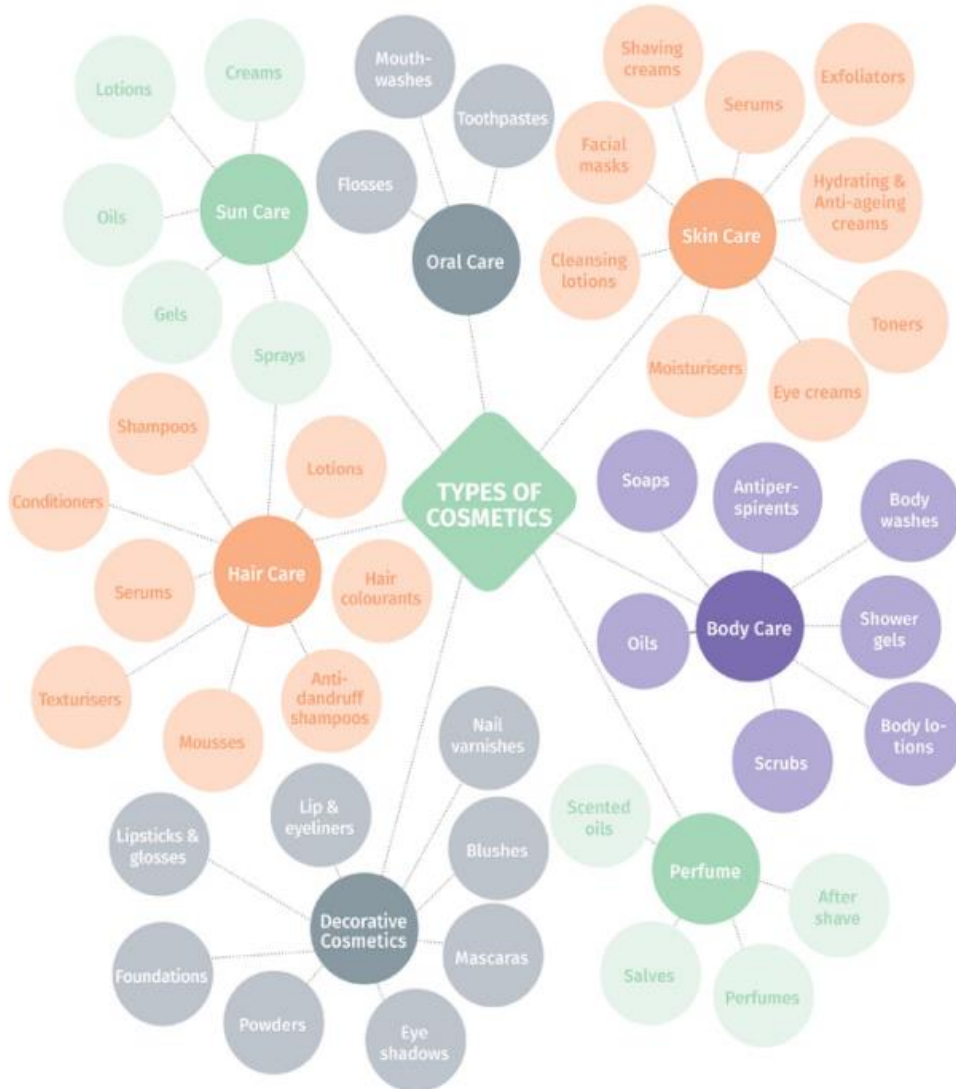 Lotions
Creams
Oils
Sun Care
Gels
Sprays
Mouth-
washes
Toothpastes
Flosses
Oral Care
Shaving
creams
Serums
Exfoliators
Facial
masks
Hydrating &
Anti-ageing
creams
Skin Care
Cleansing
lotions
Toners
Moisturisers
Eye creams
TYPES OF
COSMETICS
Shampoos
Lotions
Conditioners
Hair Care
Serums
Hair
colourants
Texturisers
Anti-
dandruff
shampoos
Mousses
Soaps
Antiper-
spirents
Body
washes
Oils
Body Care
Shower
gels
Scrubs
Body lo-
tions
Nail
varnishes
Lip &
eyeliners
Lipsticks &
glosses
Blushes
Decorative
Cosmetics
Mascaras
Foundations
Powders
Eye
shadows
Scented
oils
Perfume
After
shave
Salves
Perfumes